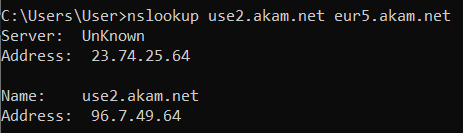 C:\Users\User>nslookup use2.akam.net eur5.akam.net
Server:  UnKnown
Address:  23.74.25.64

Name:    use2.akam.net
Address:  96.7.49.64